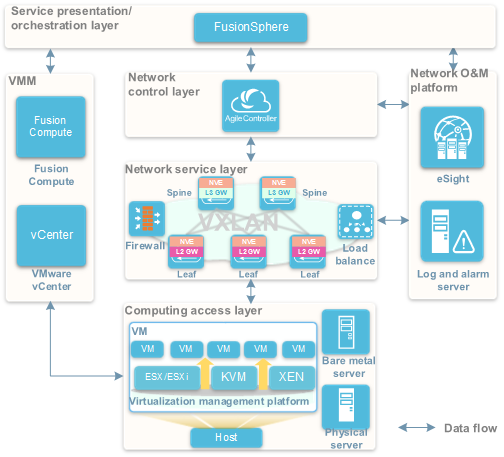 Service presentation/
orchestration layer
FusionSphere
VMM
Fusion
Compute
Fusion
Compute
vCenter
VMware
vCenter
Network
control layer
AgileController
Network O&M
platform
eSight
Log and alarm
server
Network service layer
NVE
L3 GW
NVE
L3 GW
Spine
Spine
VXLAN
Firewall
NVE
L2 GW
NVE
L2 GW
NVE
L2 GW
Leaf
Leaf
Leaf
Load
balance
Computing access layer
VM
VM
VM
VM
VM
VM
ESX/ESXi
KVM
XEN
Virtualization management platform
Host
Bare metal
server
Physical
server
Data flow